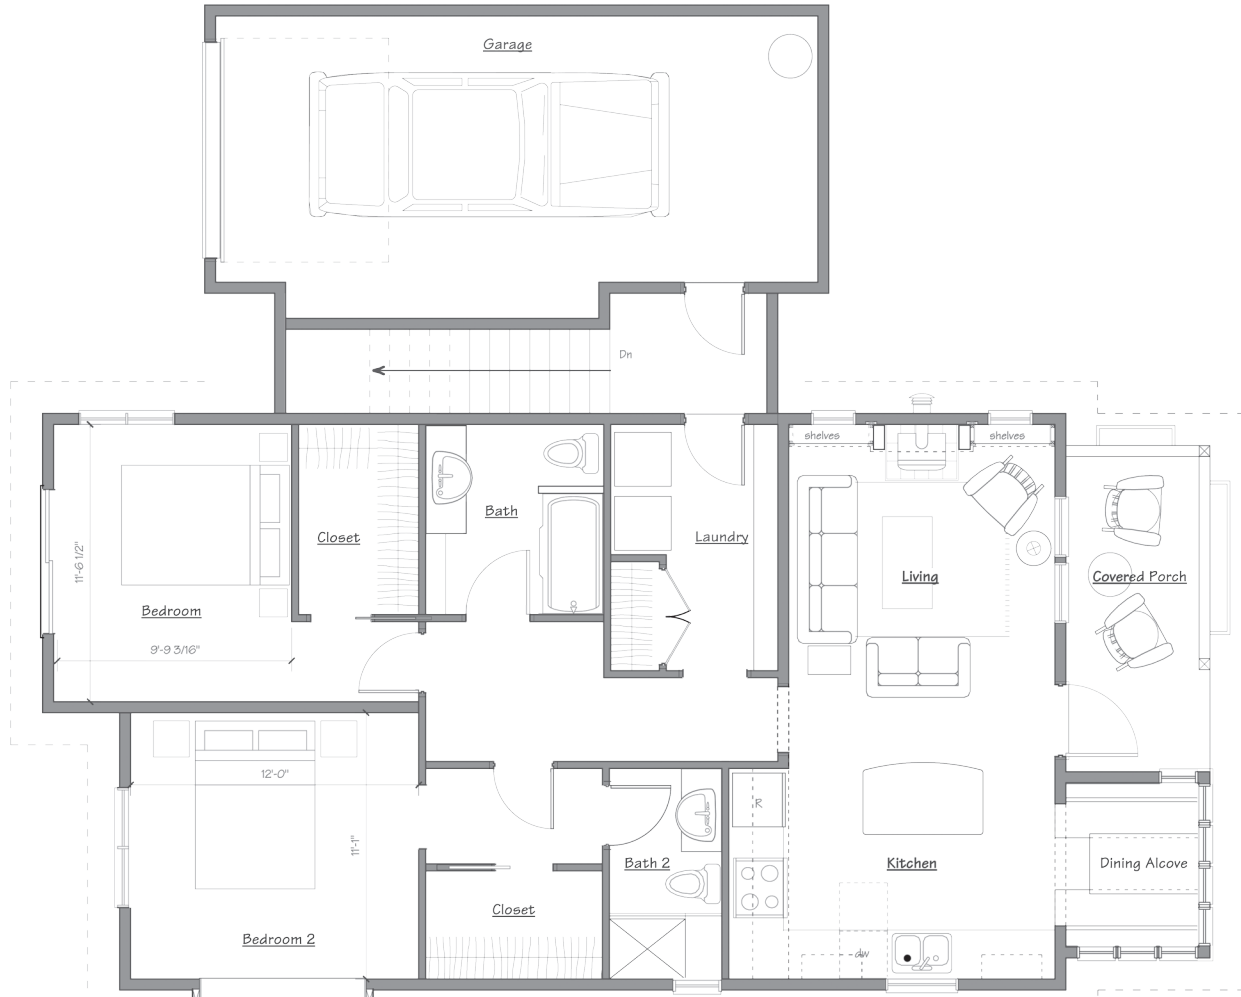 Garage
Dn
shelves
shelves
Bath
Closet
Laundry
11'-6 1/2"
Living
Covered Porch
Bedroom
9'-9 3/16"
12'-0"
R
11'-1"
Bath 2
Kitchen
Dining Alcove
Closet
Bedroom 2
dw